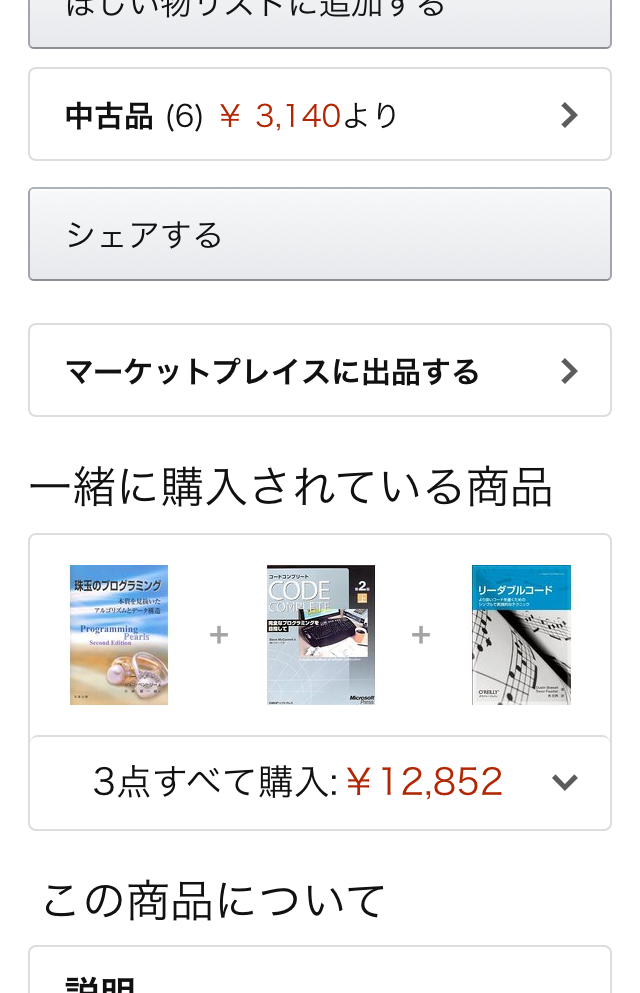 ほしい物リストに追加する
中古品 (6) ¥ 3,140より
シェアする
マーケットプレイスに出品する
一緒に購入されている商品
珠玉のプログラミング
本質を見抜いた
アルゴリズムとデータ構造
Programming
Pearls
Second Edition
+
コードコンプリート
第2版
上
CODE
COMPLETE
完全なプログラミングを
目指して
Microsoft
Press
+
リーダブルコード
より良いコードを書くための
シンプルで実践的なテクニック
O'REILLY
3点すべて購入: ¥12,852
この商品について
説明